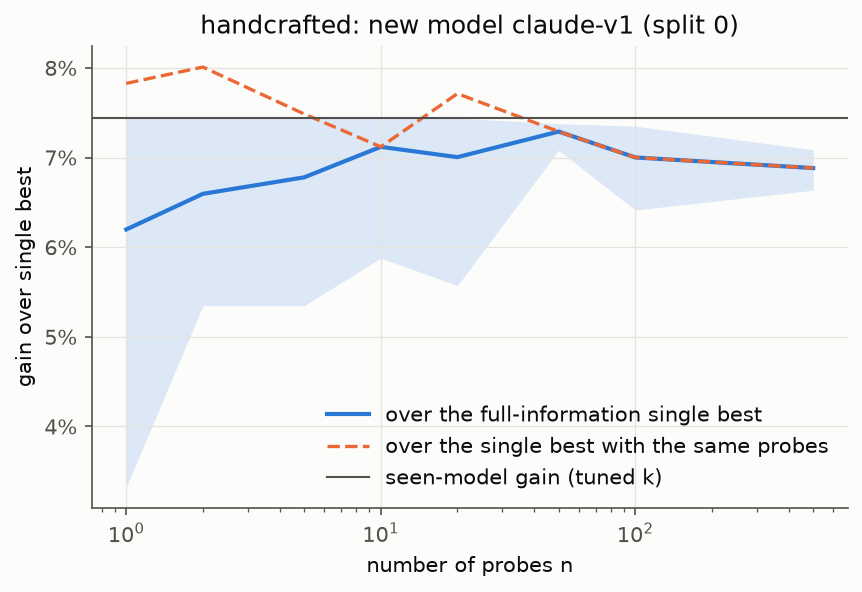 handcrafted: new model claude-v1 (split 0)
8%
7%
6%
5%
4%
gain over single best
over the full-information single best
over the single best with the same probes
seen-model gain (tuned k)
10⁰ 10¹ 10²
number of probes n